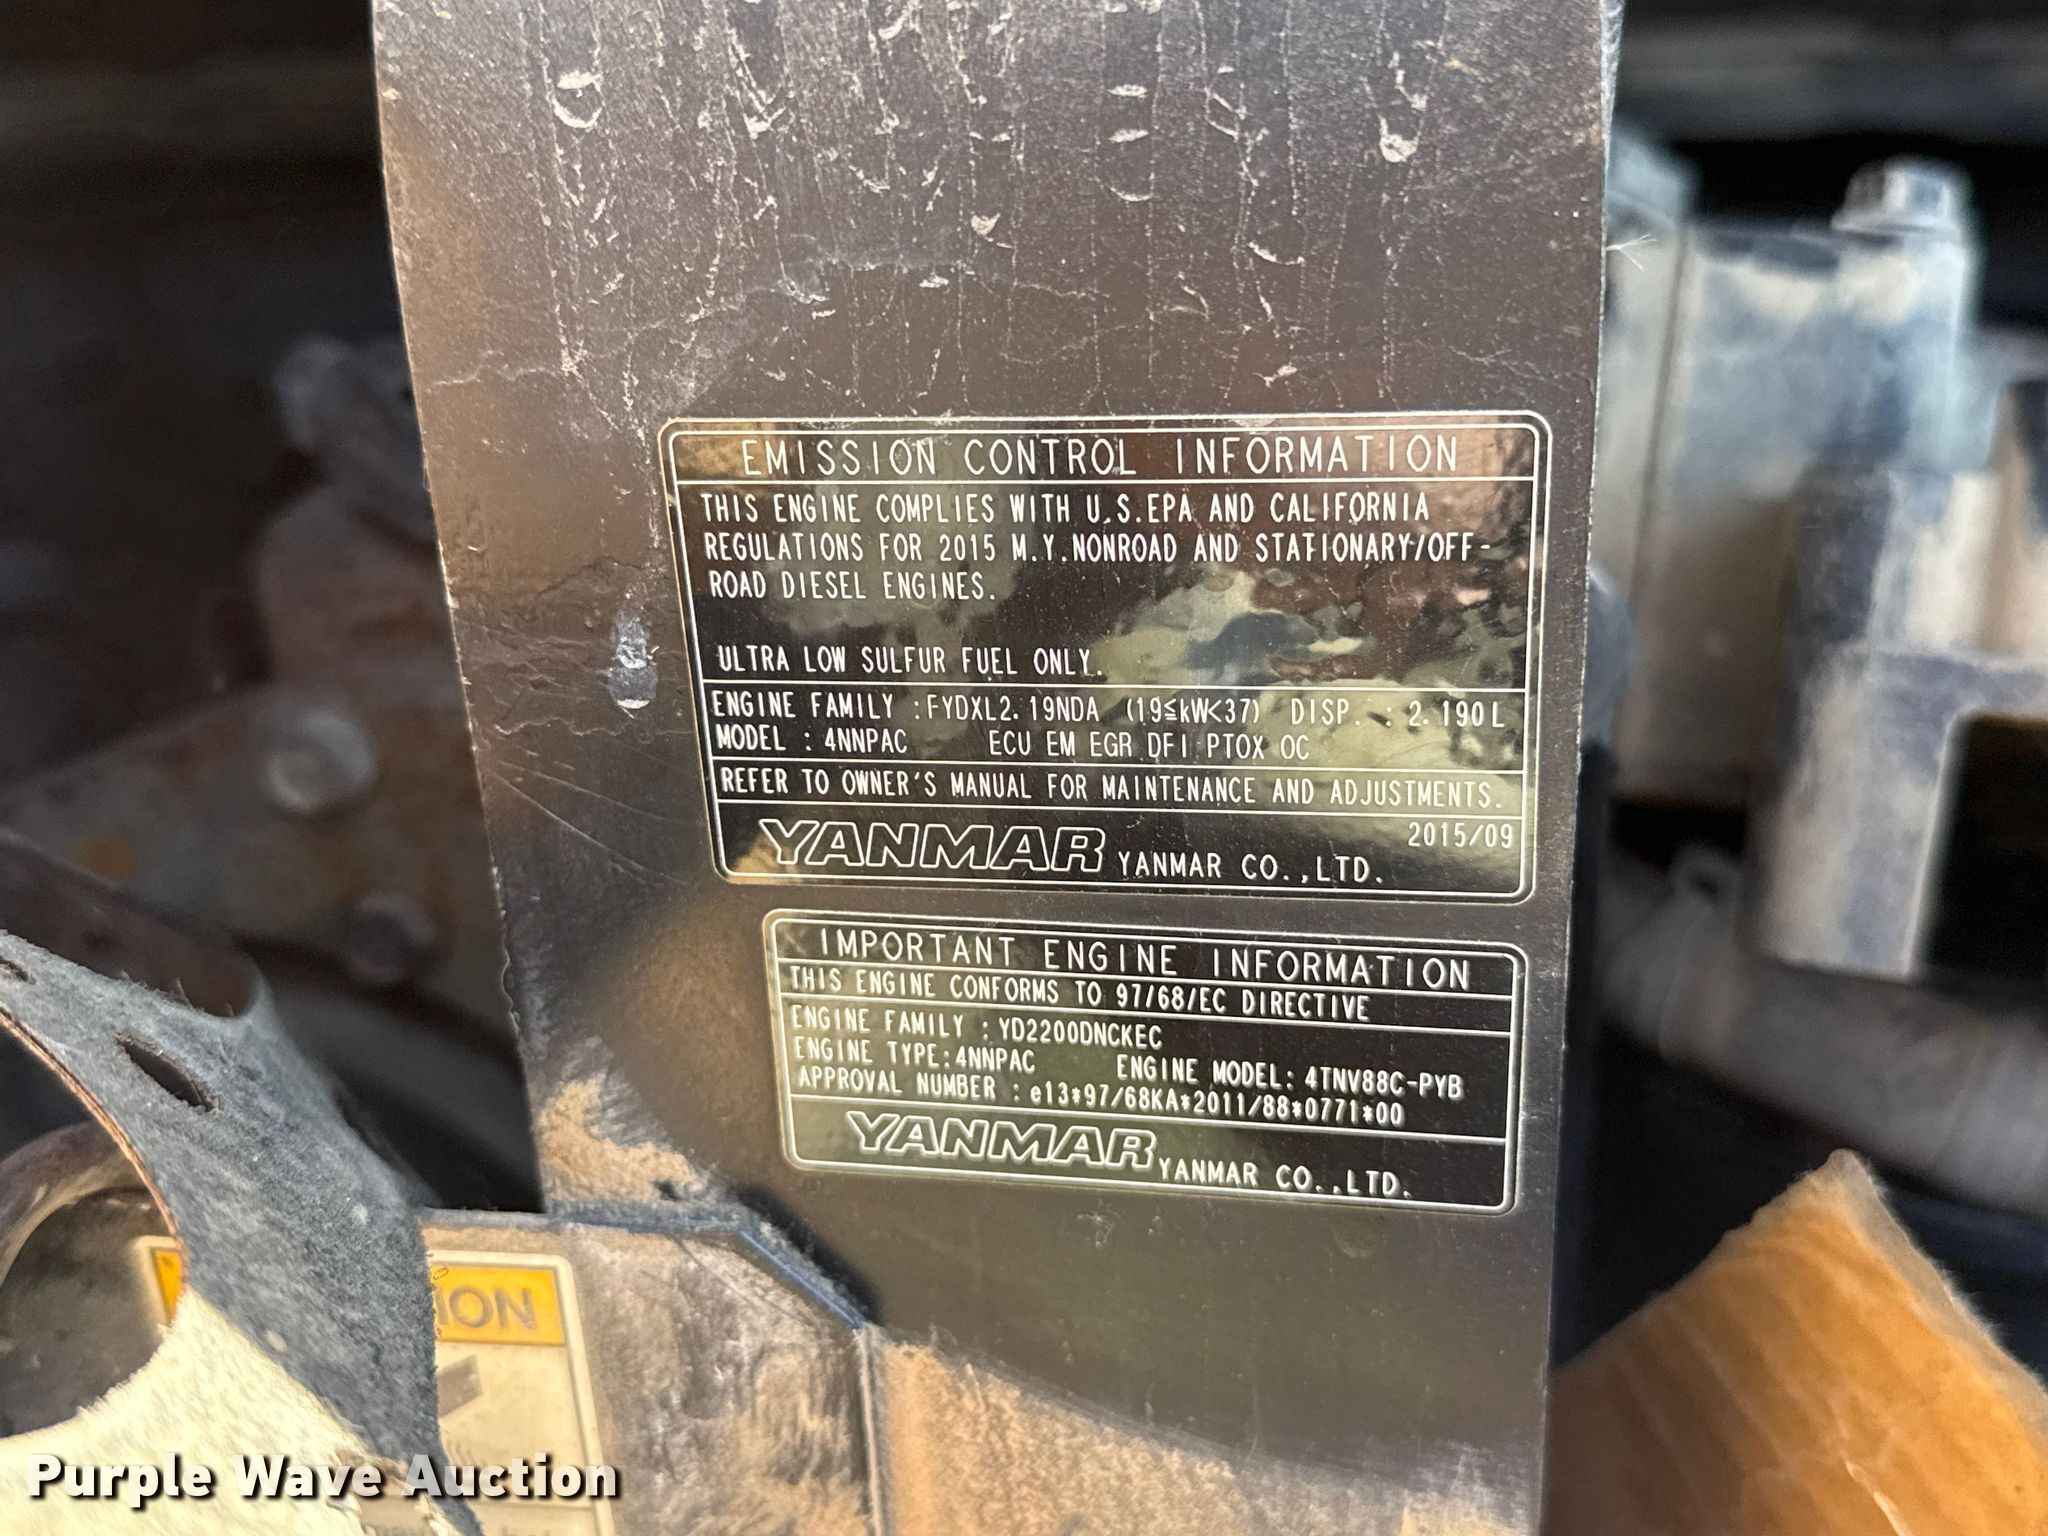 EMISSION CONTROL INFORMATION
THIS ENGINE COMPLIES WITH U.S.EPA AND CALIFORNIA
REGULATIONS FOR 2015 M.Y.NONROAD AND STATIONARY/OFF-
ROAD DIESEL ENGINES.
ULTRA LOW SULFUR FUEL ONLY.
ENGINE FAMILY :FYDXL2.19NDA (19≦kW<37) DISP. : 2.190L
MODEL : 4NNPAC ECU EM EGR DFI PTOX OC
REFER TO OWNER'S MANUAL FOR MAINTENANCE AND ADJUSTMENTS.
2015/09
YANMAR YANMAR CO.,LTD.
IMPORTANT ENGINE INFORMATION
THIS ENGINE CONFORMS TO 97/68/EC DIRECTIVE
ENGINE FAMILY : YD2200DNCKEC
ENGINE TYPE:4NNPAC ENGINE MODEL: 4TNV88C-PYB
APPROVAL NUMBER : e13*97/68KA*2011/88*0771*00
YANMAR YANMAR CO.,LTD.
Purple Wave Auction